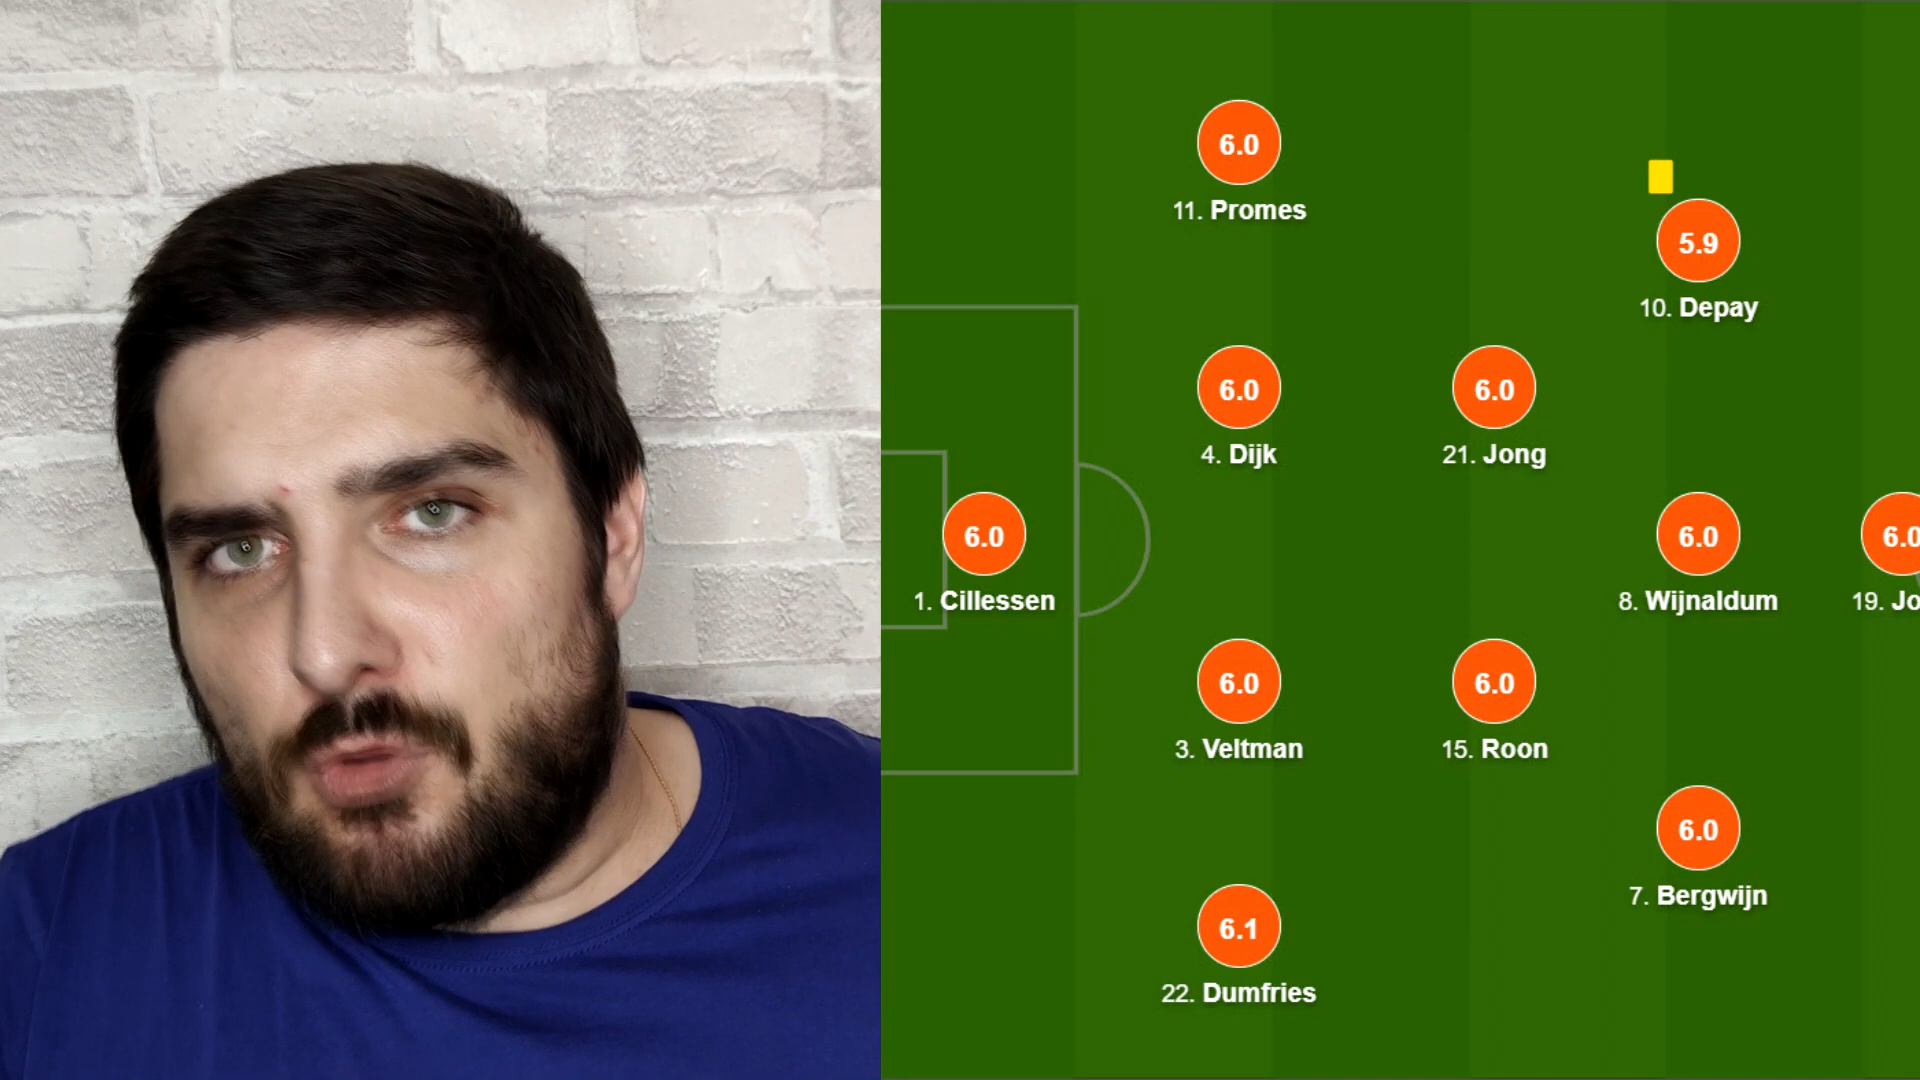 6.0
11. Promes
5.9
10. Depay
6.0
4. Dijk
6.0
21. Jong
6.0
1. Cillessen
6.0
8. Wijnaldum
6.0
19. Jo
6.0
3. Veltman
6.0
15. Roon
6.0
7. Bergwijn
6.1
22. Dumfries